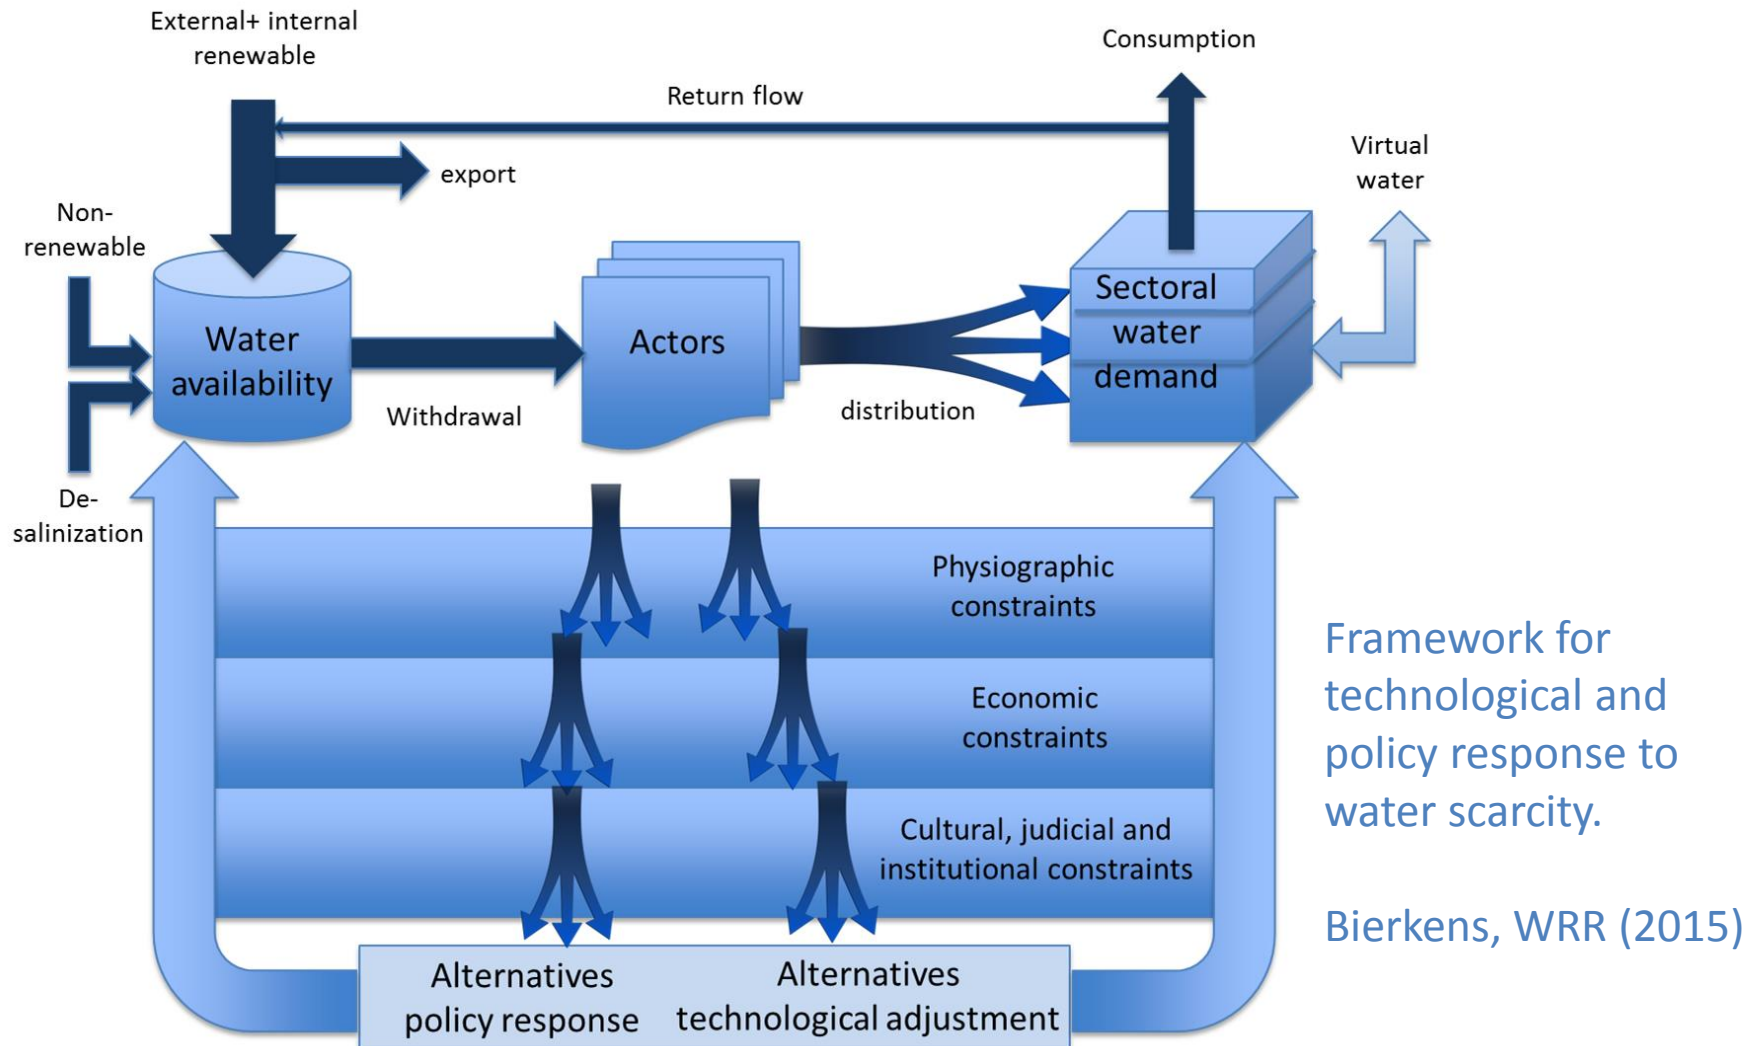 External+ internal
renewable
Consumption
Return flow
export
Virtual
water
Non-
renewable
Water
availability
Withdrawal
Actors
distribution
Sectoral
water
demand
De-
salinization
Physiographic
constraints
Economic
constraints
Cultural, judicial and
institutional constraints
Alternatives
policy response
Alternatives
technological adjustment
Framework for
technological and
policy response to
water scarcity.
Bierkens, WRR (2015)